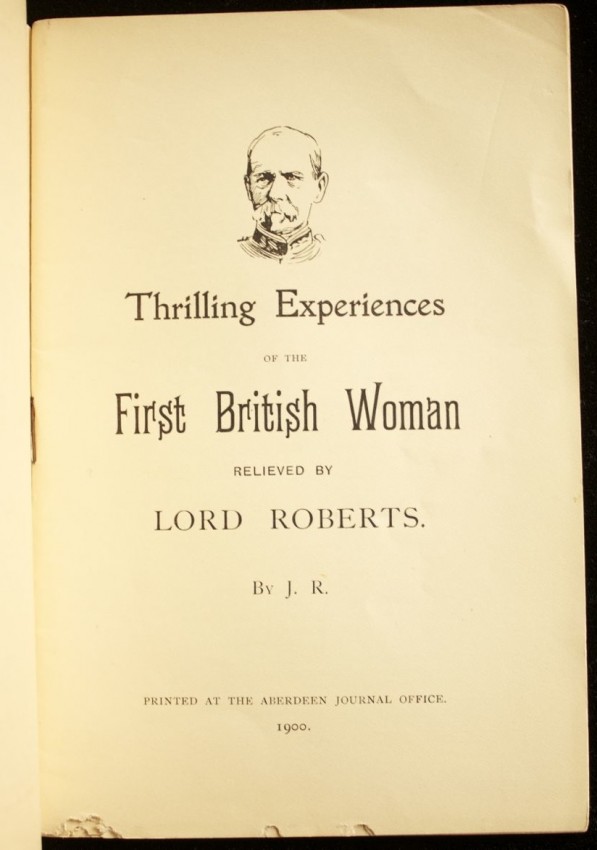 Thrilling Experiences
OF THE
First British Woman
RELIEVED BY
LORD ROBERTS.
By J. R.
PRINTED AT THE ABERDEEN JOURNAL OFFICE.
1900.